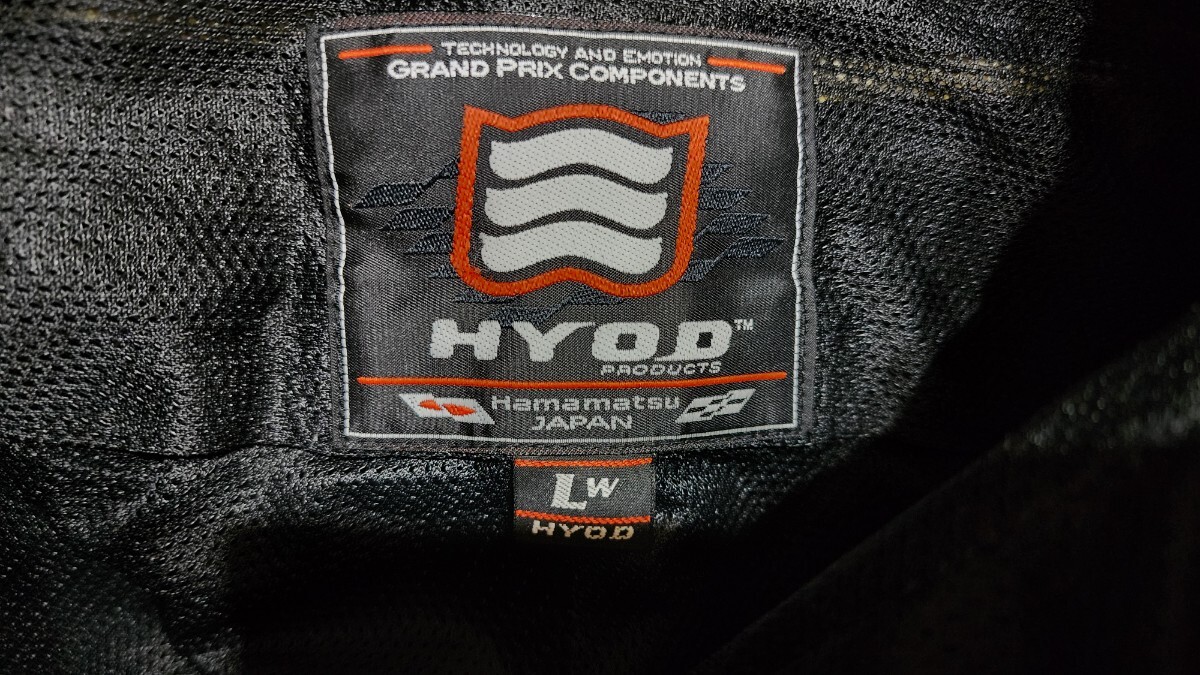 TECHNOLOGY AND EMOTION
GRAND PRIX COMPONENTS
HYOD™
PRODUCTS
Hamamatsu
JAPAN
LW
HYOD